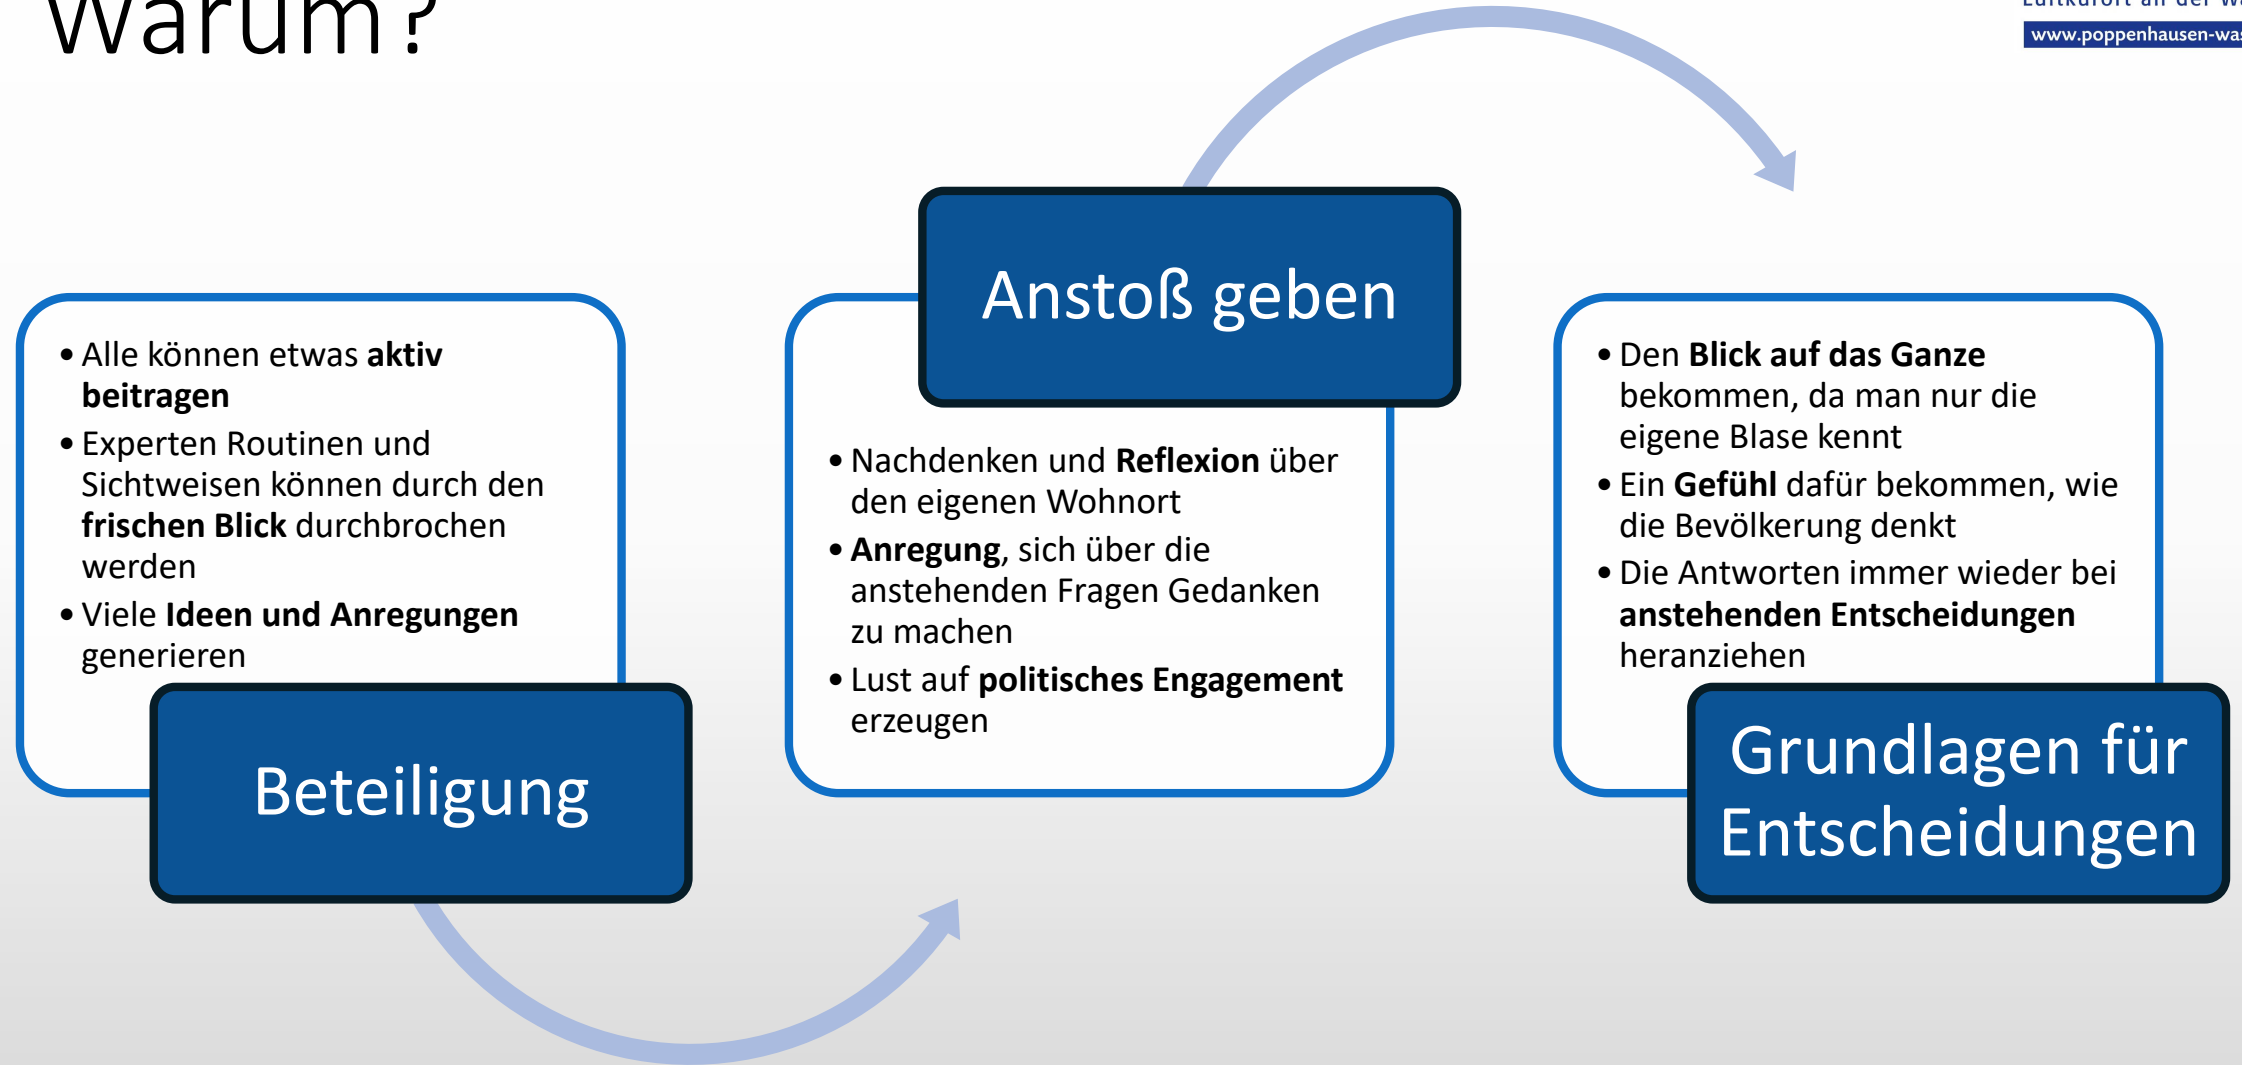 Warum?
www.poppenhausen-was
• Alle können etwas aktiv
beitragen
• Experten Routinen und
Sichtweisen können durch den
frischen Blick durchbrochen
werden
• Viele Ideen und Anregungen
generieren
Beteiligung
Anstoß geben
• Nachdenken und Reflexion über
den eigenen Wohnort
• Anregung, sich über die
anstehenden Fragen Gedanken
zu machen
• Lust auf politisches Engagement
erzeugen
• Den Blick auf das Ganze
bekommen, da man nur die
eigene Blase kennt
• Ein Gefühl dafür bekommen, wie
die Bevölkerung denkt
• Die Antworten immer wieder bei
anstehenden Entscheidungen
heranziehen
Grundlagen für
Entscheidungen